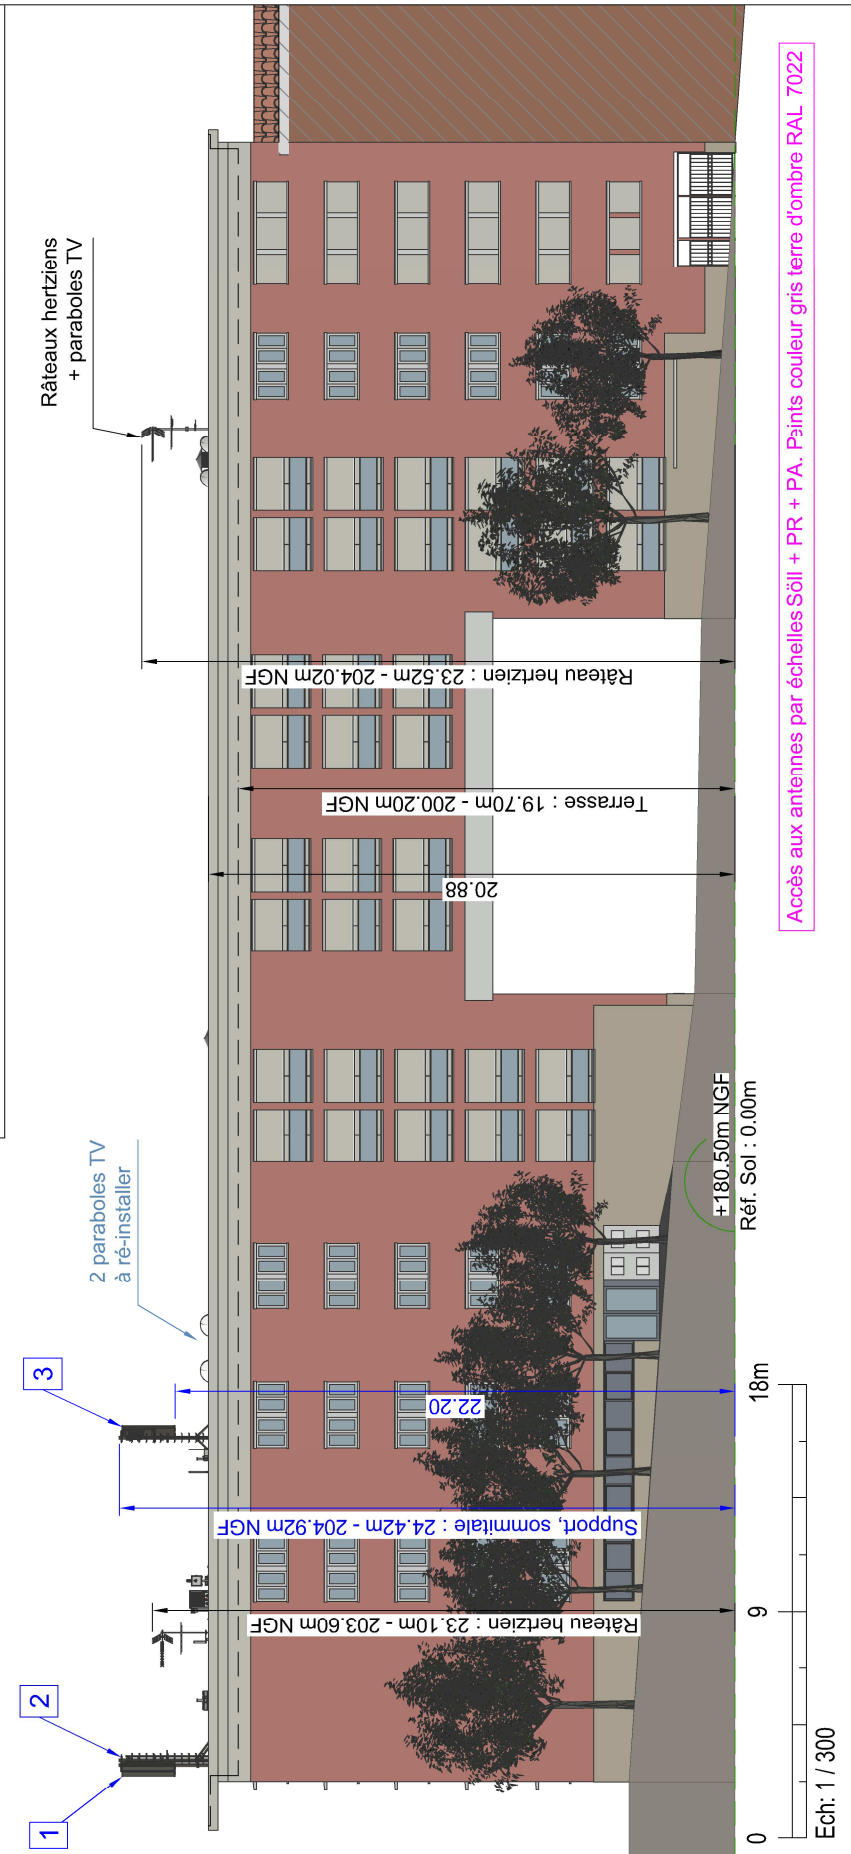 Râteaux hertziens
+ paraboles TV
2 paraboles TV
à ré-installer
1
2
3
Râteau hertzien : 23.10m - 203.60m NGF
Support, sommitale : 24.42m - 204.92m NGF
22.20
20.88
Terrasse : 19.70m - 200.20m NGF
Râteau hertzien : 23.52m - 204.02m NGF
+180.50m NGF
Réf. Sol : 0.00m
0
9
18m
Ech: 1 / 300
Accès aux antennes par échelles Söll + PR + PA. Peints couleur gris terre d'ombre RAL 7022